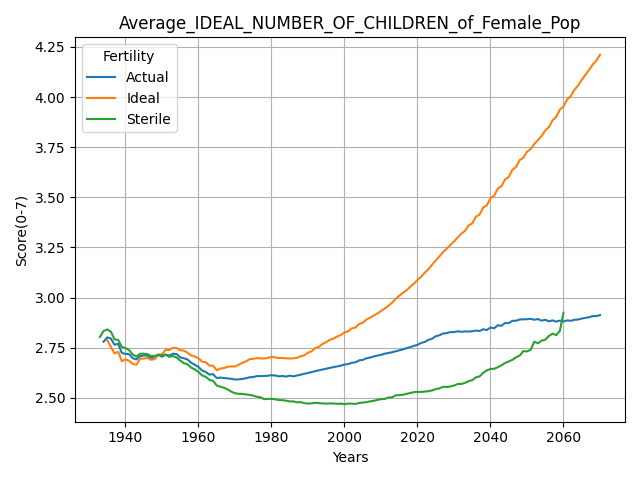 Average_IDEAL_NUMBER_OF_CHILDREN_of_Female_Pop
Fertility
Actual
Ideal
Sterile
Score(0-7)
4.25
4.00
3.75
3.50
3.25
3.00
2.75
2.50
1940 1960 1980 2000 2020 2040 2060
Years